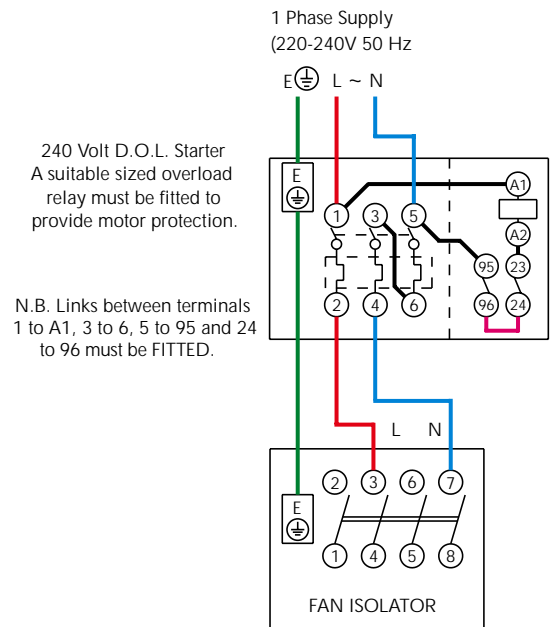 1 Phase Supply
(220-240V 50 Hz
E L ~ N
240 Volt D.O.L. Starter
A suitable sized overload
relay must be fitted to
provide motor protection.
E
A1
1 3 5
A2
95 23
2 4 6 96 24
N.B. Links between terminals
1 to A1, 3 to 6, 5 to 95 and 24
to 96 must be FITTED.
L N
2 3 6 7
E
1 4 5 8
FAN ISOLATOR